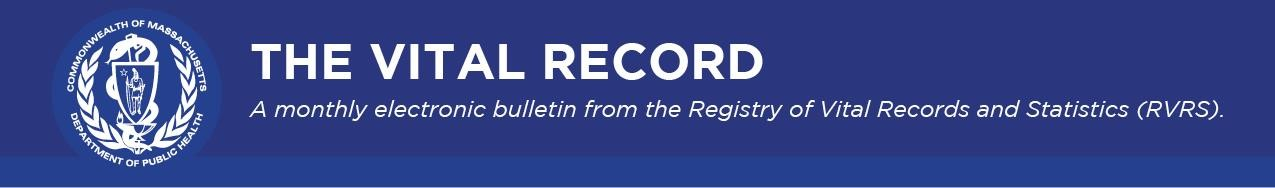 COMMONWEALTH OF MASSACHUSETTS
DEPARTMENT OF PUBLIC HEALTH
THE VITAL RECORD
A monthly electronic bulletin from the Registry of Vital Records and Statistics (RVRS).